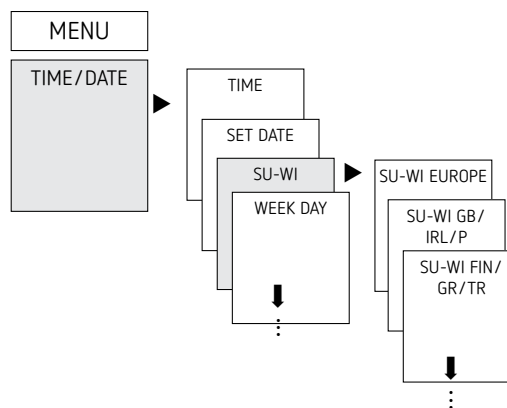 MENU
TIME/DATE
TIME
SET DATE
SU-WI
WEEK DAY
SU-WI EUROPE
SU-WI GB/
IRL/P
SU-WI FIN/
GR/TR